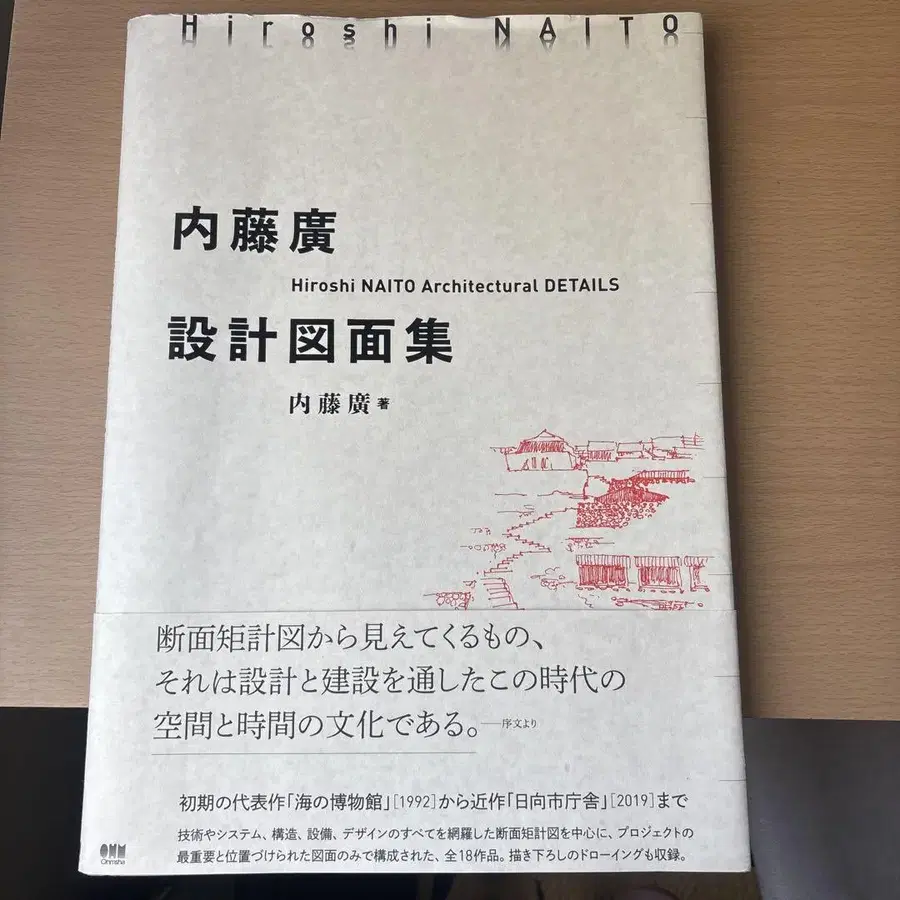 Hiroshi NAITO
内藤廣
Hiroshi NAITO Architectural DETAILS
設計図面集
内藤廣 著
断面矩計図から見えてくるもの、
それは設計と建設を通したこの時代の
空間と時間の文化である。——序文より
初期の代表作「海の博物館」[1992]から近作「日向市庁舎」[2019]まで
技術やシステム、構造、設備、デザインのすべてを網羅した断面矩計図を中心に、プロジェクトの
最重要と位置づけられた図面のみで構成された、全18作品。描き下ろしのドローイングも収録。
OHM
Ohmsha